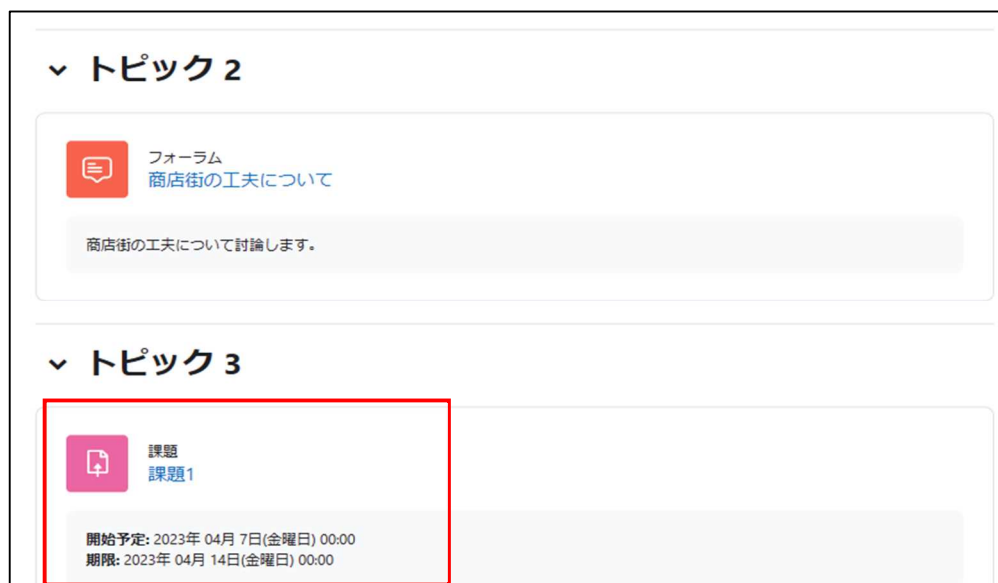 トピック 2
フォーラム
商店街の工夫について
商店街の工夫について討論します。
トピック 3
課題
課題1
開始予定: 2023年 04月 7日(金曜日) 00:00
期限: 2023年 04月 14日(金曜日) 00:00